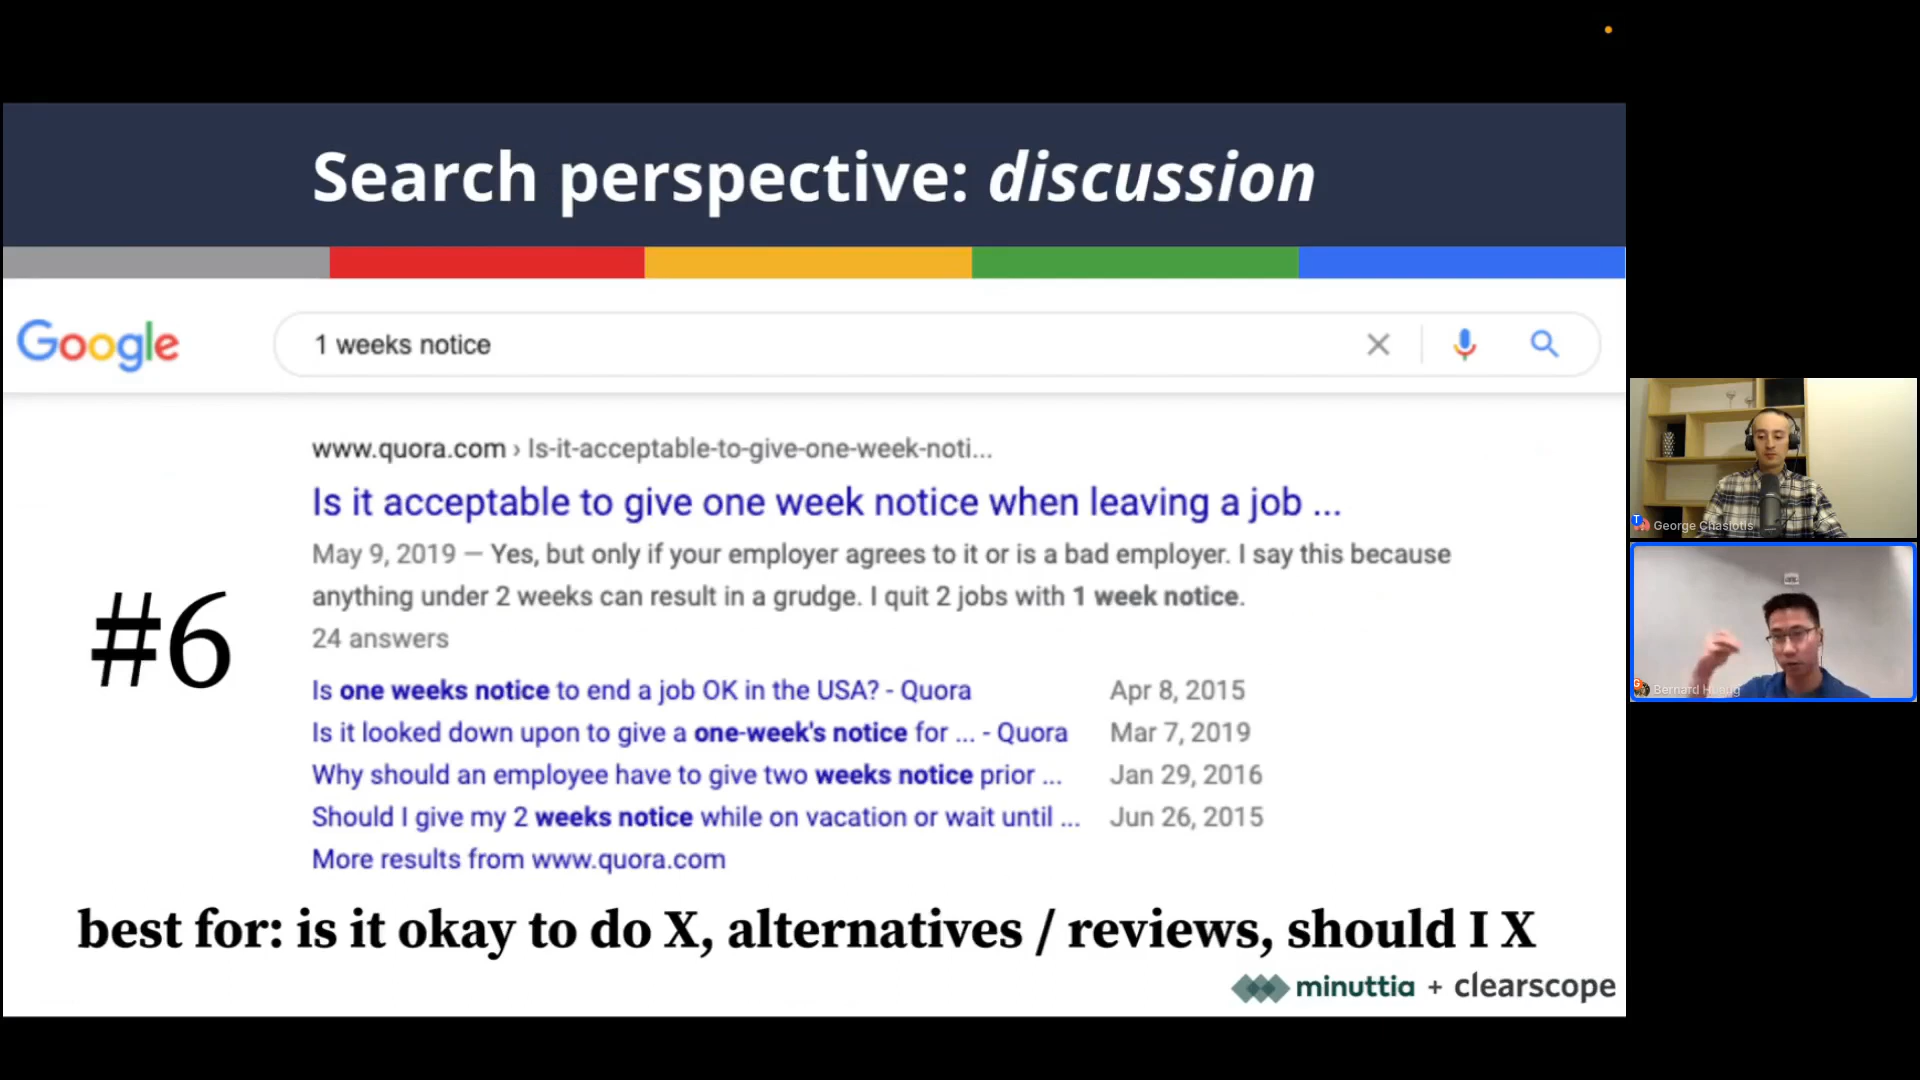 Search perspective: discussion
Google
1 weeks notice
www.quora.com › Is-it-acceptable-to-give-one-week-noti...
Is it acceptable to give one week notice when leaving a job ...
May 9, 2019 — Yes, but only if your employer agrees to it or is a bad employer. I say this because
anything under 2 weeks can result in a grudge. I quit 2 jobs with 1 week notice.
24 answers
#6
Is one weeks notice to end a job OK in the USA? - Quora Apr 8, 2015
Is it looked down upon to give a one-week's notice for ... - Quora Mar 7, 2019
Why should an employee have to give two weeks notice prior ... Jan 29, 2016
Should I give my 2 weeks notice while on vacation or wait until ... Jun 26, 2015
More results from www.quora.com
best for: is it okay to do X, alternatives / reviews, should I X
minuttia + clearscope
George Chasiotis
Bernard Huang